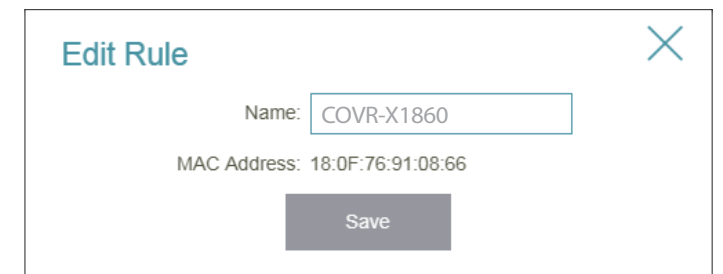 Edit Rule
Name: COVR-X1860
MAC Address: 18:0F:76:91:08:66
Save